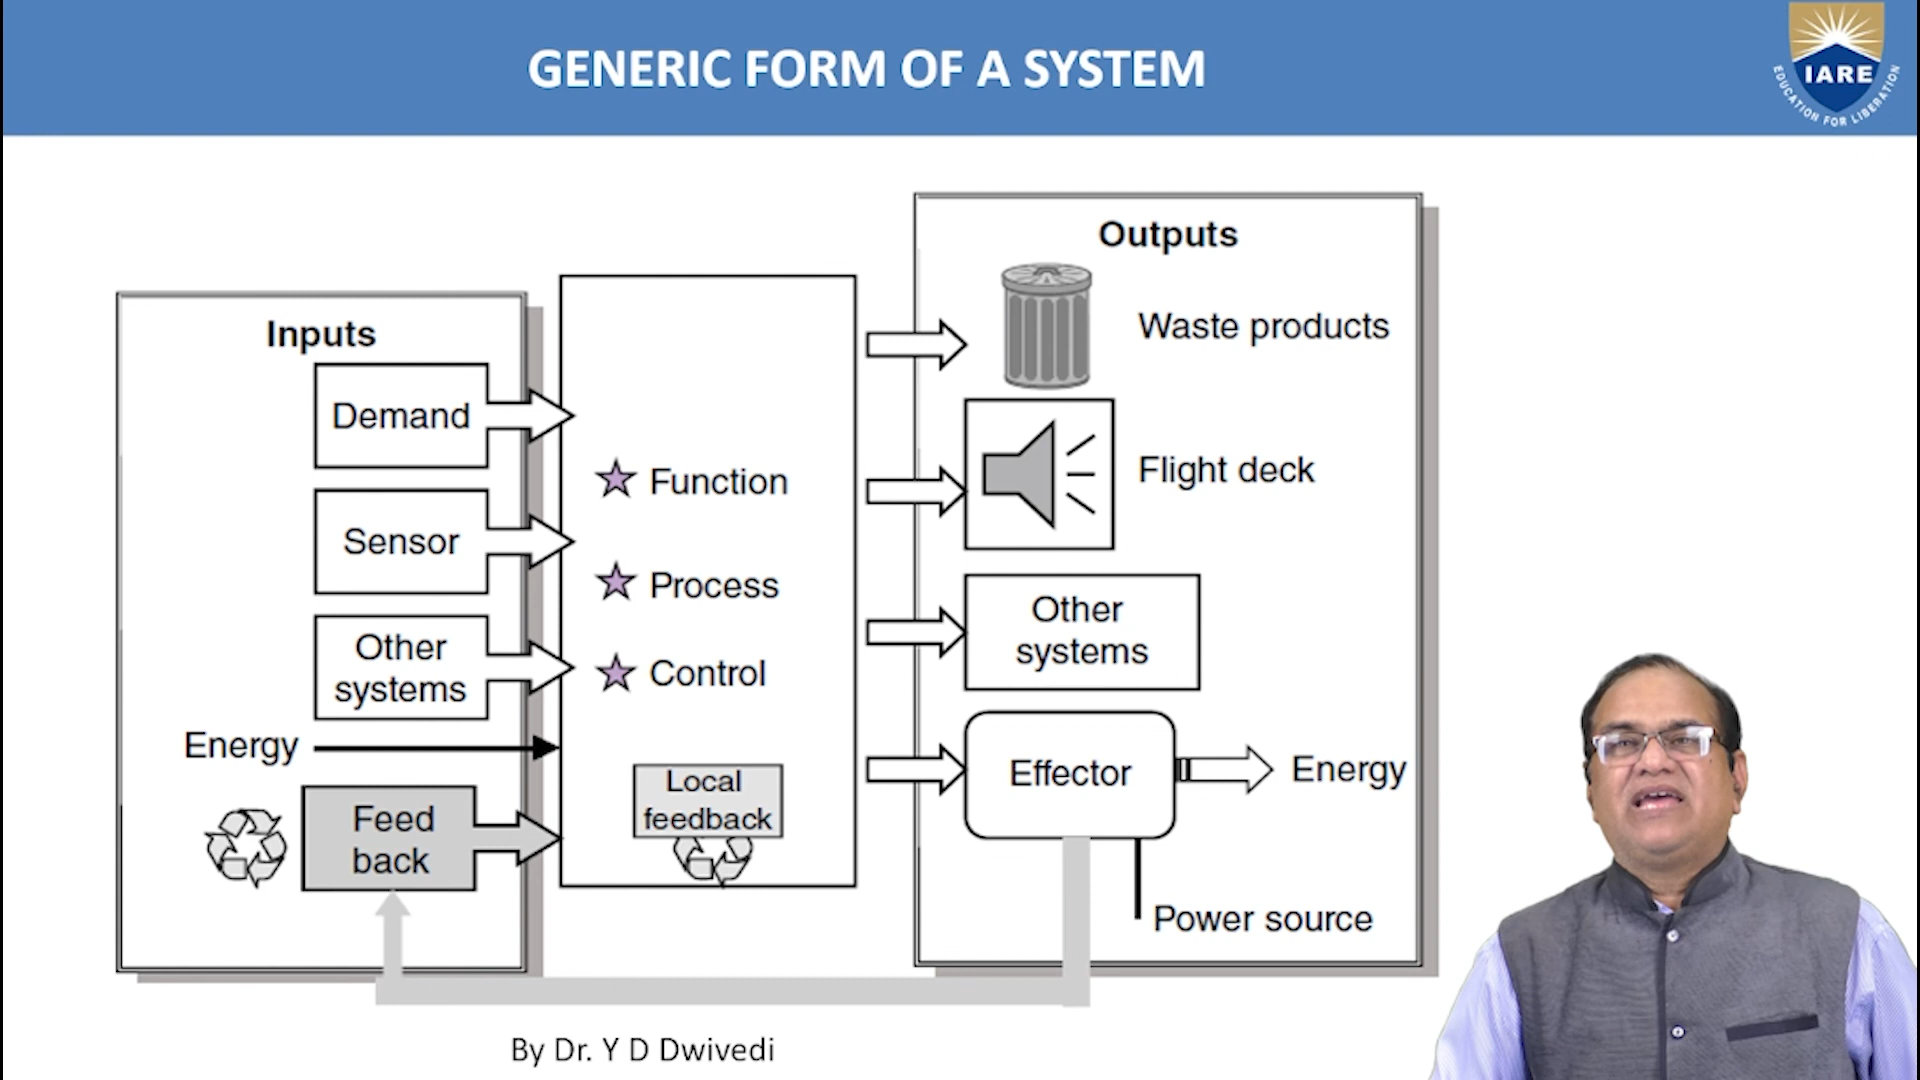 GENERIC FORM OF A SYSTEM
IARE
EDUCATION FOR LIBERATION
Inputs
Demand
Sensor
Other
systems
Energy
Feed
back
Function
Process
Control
Local
feedback
Outputs
Waste products
Flight deck
Other
systems
Effector
Energy
Power source
By Dr. Y D Dwivedi